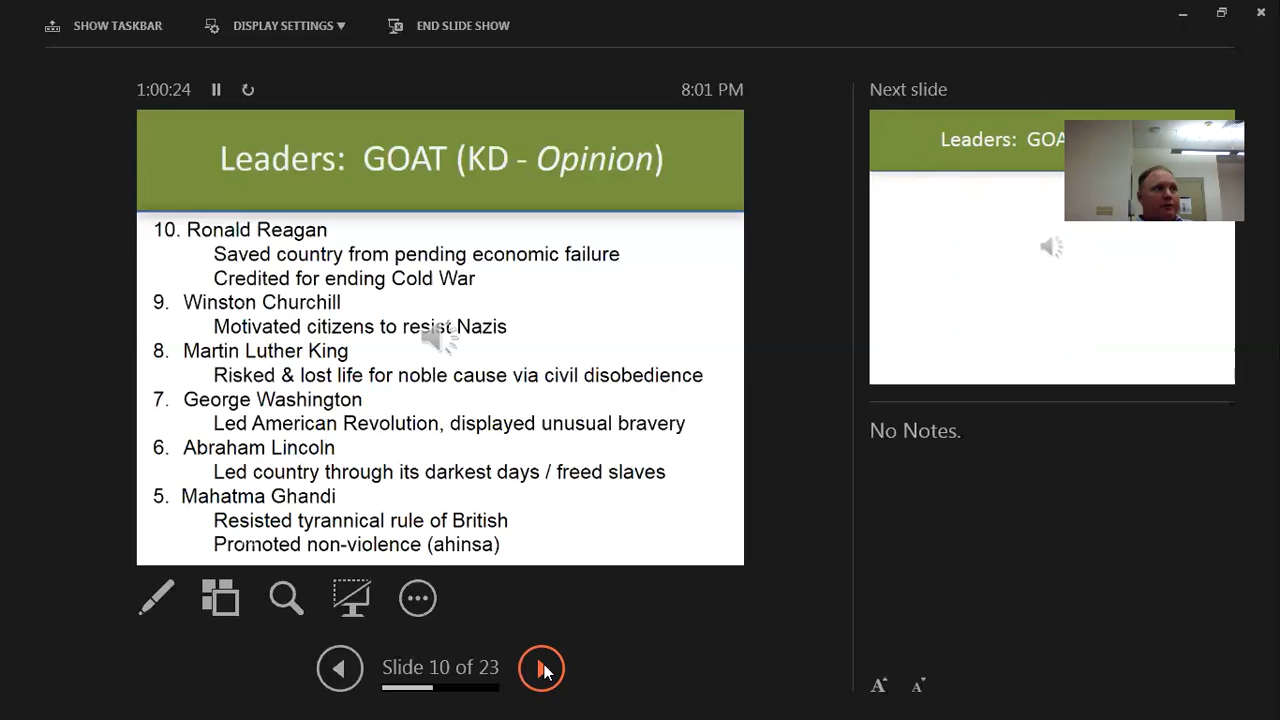 SHOW TASKBAR
DISPLAY SETTINGS ▼
END SLIDE SHOW
1:00:24
8:01 PM
Leaders: GOAT (KD - Opinion)
10. Ronald Reagan
Saved country from pending economic failure
Credited for ending Cold War
9. Winston Churchill
Motivated citizens to resist Nazis
8. Martin Luther King
Risked & lost life for noble cause via civil disobedience
7. George Washington
Led American Revolution, displayed unusual bravery
6. Abraham Lincoln
Led country through its darkest days / freed slaves
5. Mahatma Ghandi
Resisted tyrannical rule of British
Promoted non-violence (ahinsa)
Slide 10 of 23
Next slide
Leaders: GOA
No Notes.
A A